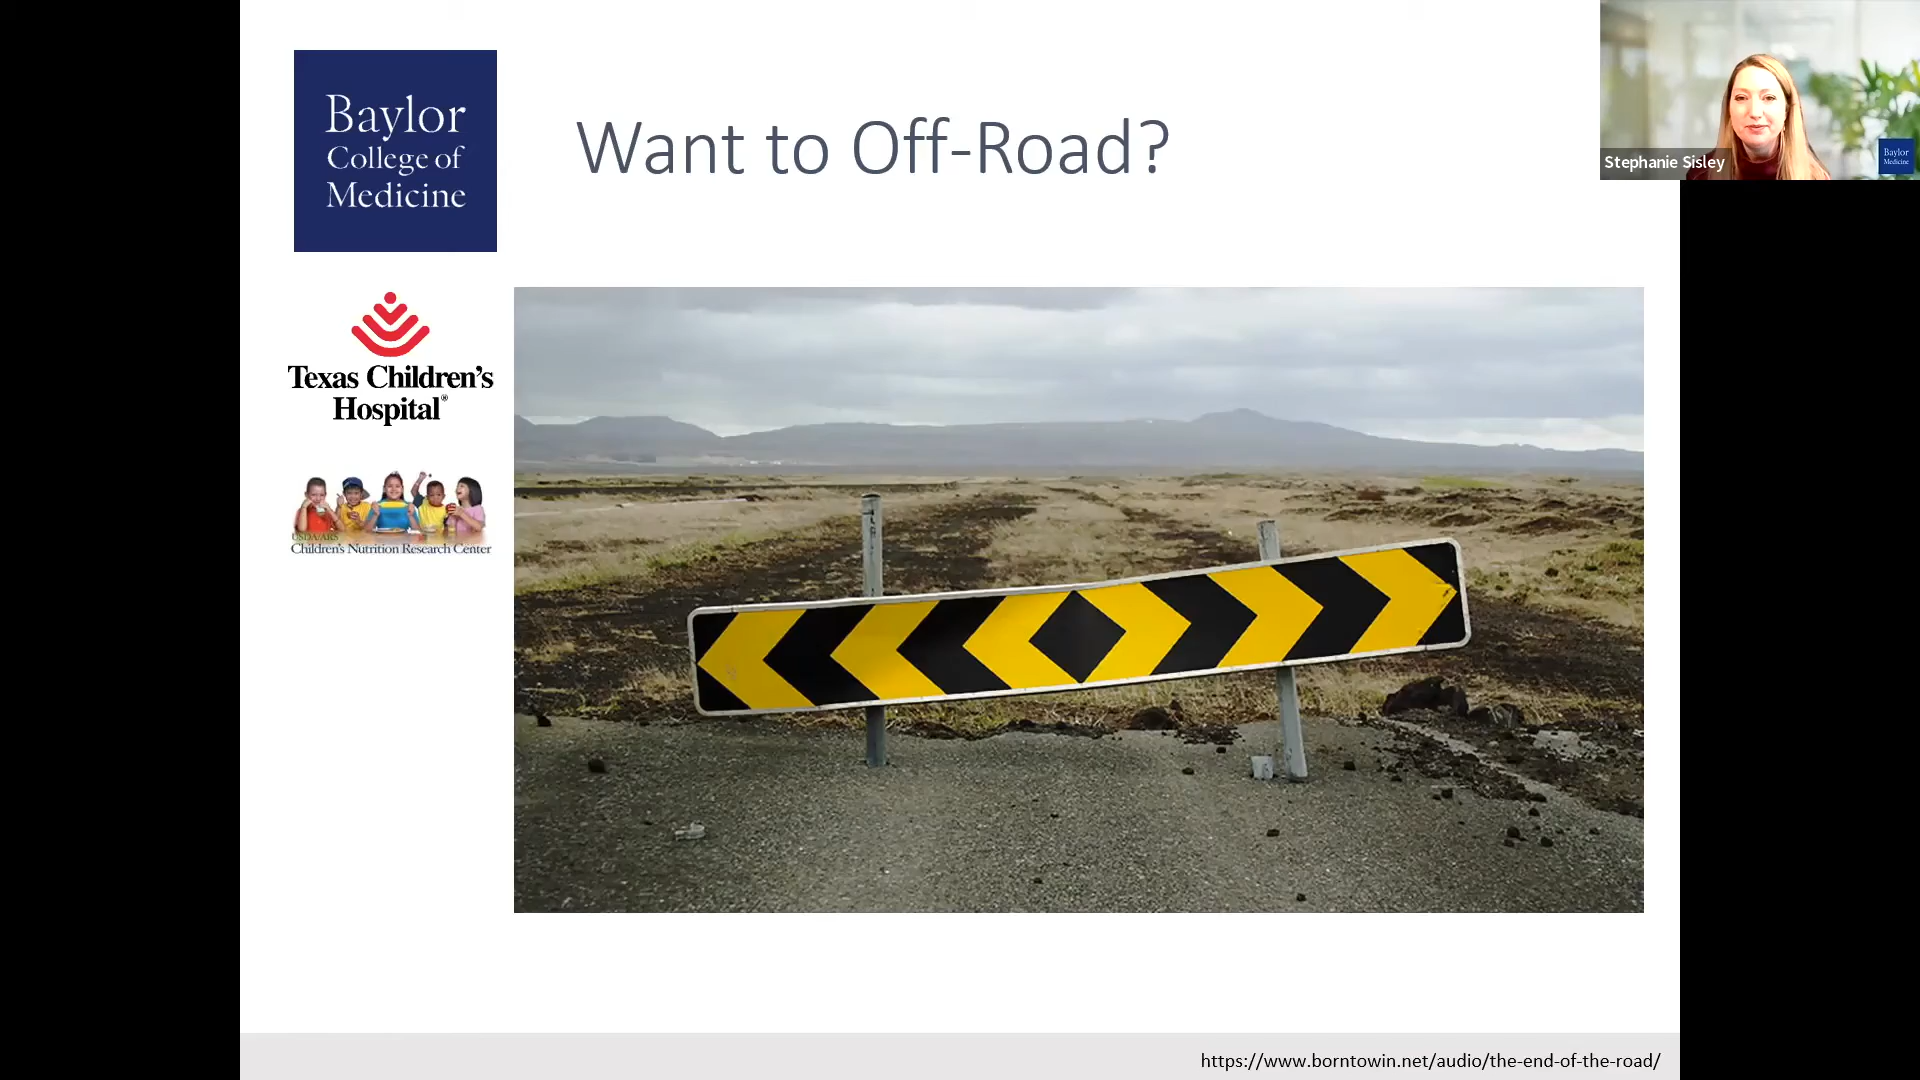 Baylor
College of
Medicine
Want to Off-Road?
Stephanie Sisley
Baylor
Medicine
Texas Children's
Hospital®
USDA/ARS
Children's Nutrition Research Center
https://www.borntowin.net/audio/the-end-of-the-road/